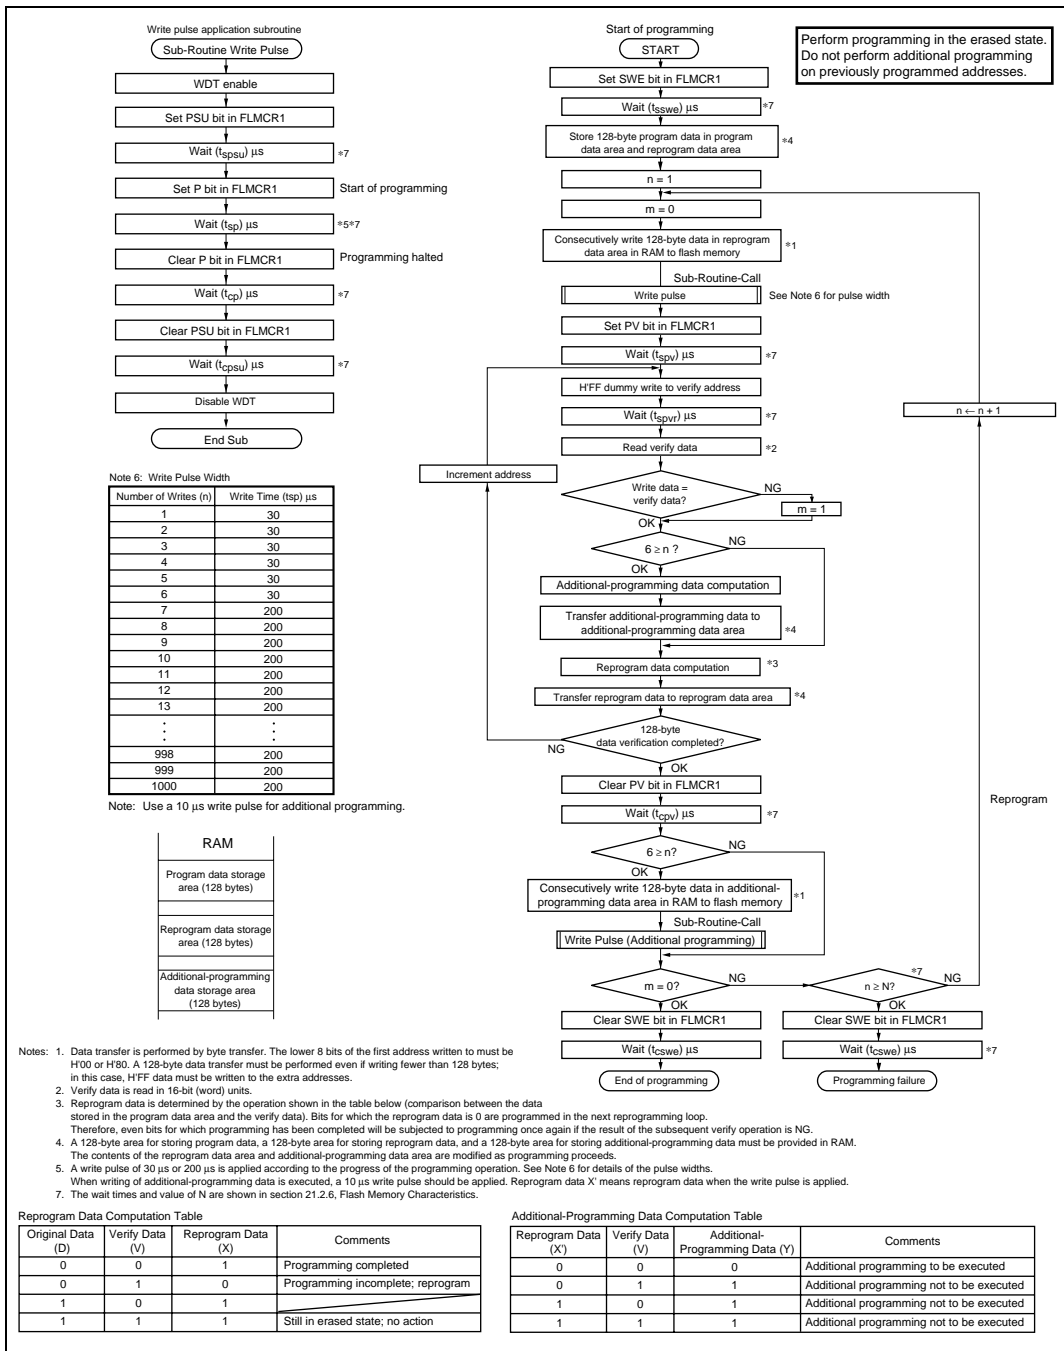 Write pulse application subroutine
Sub-Routine Write Pulse
WDT enable
Set PSU bit in FLMCR1
Wait (tspsu) μs
*7
Set P bit in FLMCR1
Start of programming
Wait (tsp) μs
*5*7
Clear P bit in FLMCR1
Programming halted
Wait (tcp) μs
*7
Clear PSU bit in FLMCR1
Wait (tcpsu) μs
*7
Disable WDT
End Sub
Note 6: Write Pulse Width
Number of Writes (n) Write Time (tsp) μs
1 30
2 30
3 30
4 30
5 30
6 30
7 200
8 200
9 200
10 200
11 200
12 200
13 200
. .
. .
. .
998 200
999 200
1000 200
Note: Use a 10 μs write pulse for additional programming.
RAM
Program data storage
area (128 bytes)
Reprogram data storage
area (128 bytes)
Additional-programming
data storage area
(128 bytes)
Start of programming
START
Perform programming in the erased state.
Do not perform additional programming
on previously programmed addresses.
Set SWE bit in FLMCR1
Wait (tsswe) μs
*7
Store 128-byte program data in program
data area and reprogram data area
*4
n = 1
m = 0
Consecutively write 128-byte data in reprogram
data area in RAM to flash memory
*1
Sub-Routine-Call
Write pulse
See Note 6 for pulse width
Set PV bit in FLMCR1
Wait (tspv) μs
*7
H'FF dummy write to verify address
n ← n + 1
Wait (tspvr) μs
*7
Read verify data
*2
Increment address
Write data =
verify data?
NG
m = 1
OK
6 ≥ n ?
NG
OK
Additional-programming data computation
Transfer additional-programming data to
additional-programming data area
*4
Reprogram data computation
*3
Transfer reprogram data to reprogram data area
*4
128-byte
data verification completed?
NG
OK
Clear PV bit in FLMCR1
Reprogram
Wait (tcpv) μs
*7
6 ≥ n?
NG
OK
Consecutively write 128-byte data in additional-
programming data area in RAM to flash memory
*1
Sub-Routine-Call
Write Pulse (Additional programming)
m = 0?
NG
*7
n ≥ N?
NG
OK
OK
Clear SWE bit in FLMCR1
Clear SWE bit in FLMCR1
Wait (tcswe) μs
Wait (tcswe) μs
*7
End of programming
Programming failure
Notes: 1. Data transfer is performed by byte transfer. The lower 8 bits of the first address written to must be
H'00 or H'80. A 128-byte data transfer must be performed even if writing fewer than 128 bytes;
in this case, H'FF data must be written to the extra addresses.
2. Verify data is read in 16-bit (word) units.
3. Reprogram data is determined by the operation shown in the table below (comparison between the data
stored in the program data area and the verify data). Bits for which the reprogram data is 0 are programmed in the next reprogramming loop.
Therefore, even bits for which programming has been completed will be subjected to programming once again if the result of the subsequent verify operation is NG.
4. A 128-byte area for storing program data, a 128-byte area for storing reprogram data, and a 128-byte area for storing additional-programming data must be provided in RAM.
The contents of the reprogram data area and additional-programming data area are modified as programming proceeds.
5. A write pulse of 30 μs or 200 μs is applied according to the progress of the programming operation. See Note 6 for details of the pulse widths.
When writing of additional-programming data is executed, a 10 μs write pulse should be applied. Reprogram data X' means reprogram data when the write pulse is applied.
7. The wait times and value of N are shown in section 21.2.6, Flash Memory Characteristics.
Reprogram Data Computation Table
Original Data (D) Verify Data (V) Reprogram Data (X) Comments
0 0 1 Programming completed
0 1 0 Programming incomplete; reprogram
1 0 1
1 1 1 Still in erased state; no action
Additional-Programming Data Computation Table
Reprogram Data (X') Verify Data (V) Additional-Programming Data (Y) Comments
0 0 0 Additional programming to be executed
0 1 1 Additional programming not to be executed
1 0 1 Additional programming not to be executed
1 1 1 Additional programming not to be executed